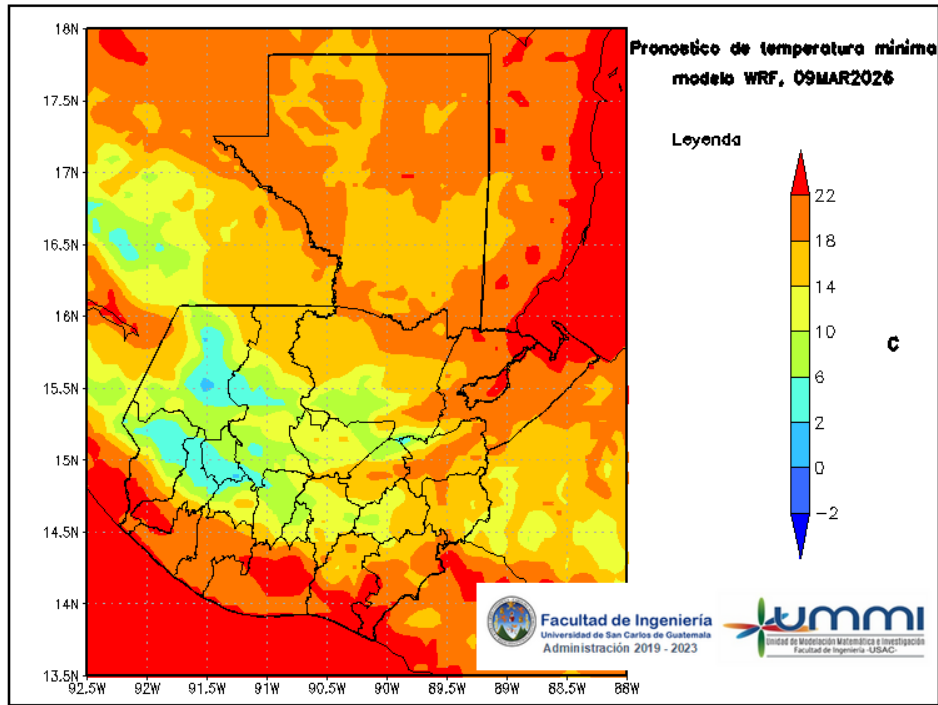 Pronostico de temperatura minima
modelo WRF, 09MAR2026
Leyenda
22
18
14
10
6
2
0
−2
C
18N
17.5N
17N
16.5N
16N
15.5N
15N
14.5N
14N
13.5N
92.5W 92W 91.5W 91W 90.5W 90W 89.5W 89W 88.5W 88W
Facultad de Ingeniería
Universidad de San Carlos de Guatemala
Administración 2019 - 2023
UMMI
Unidad de Modelación Matemática e Investigación
Facultad de Ingeniería -USAC-